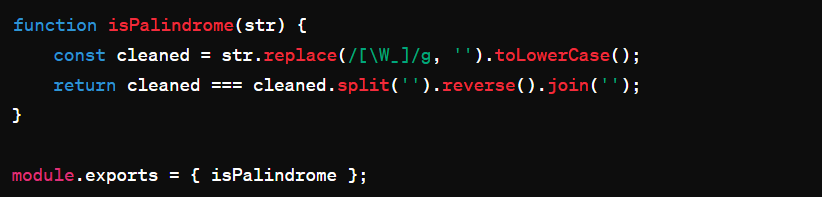 function isPalindrome(str) {
    const cleaned = str.replace(/[\W_]/g, '').toLowerCase();
    return cleaned === cleaned.split('').reverse().join('');
}

module.exports = { isPalindrome };